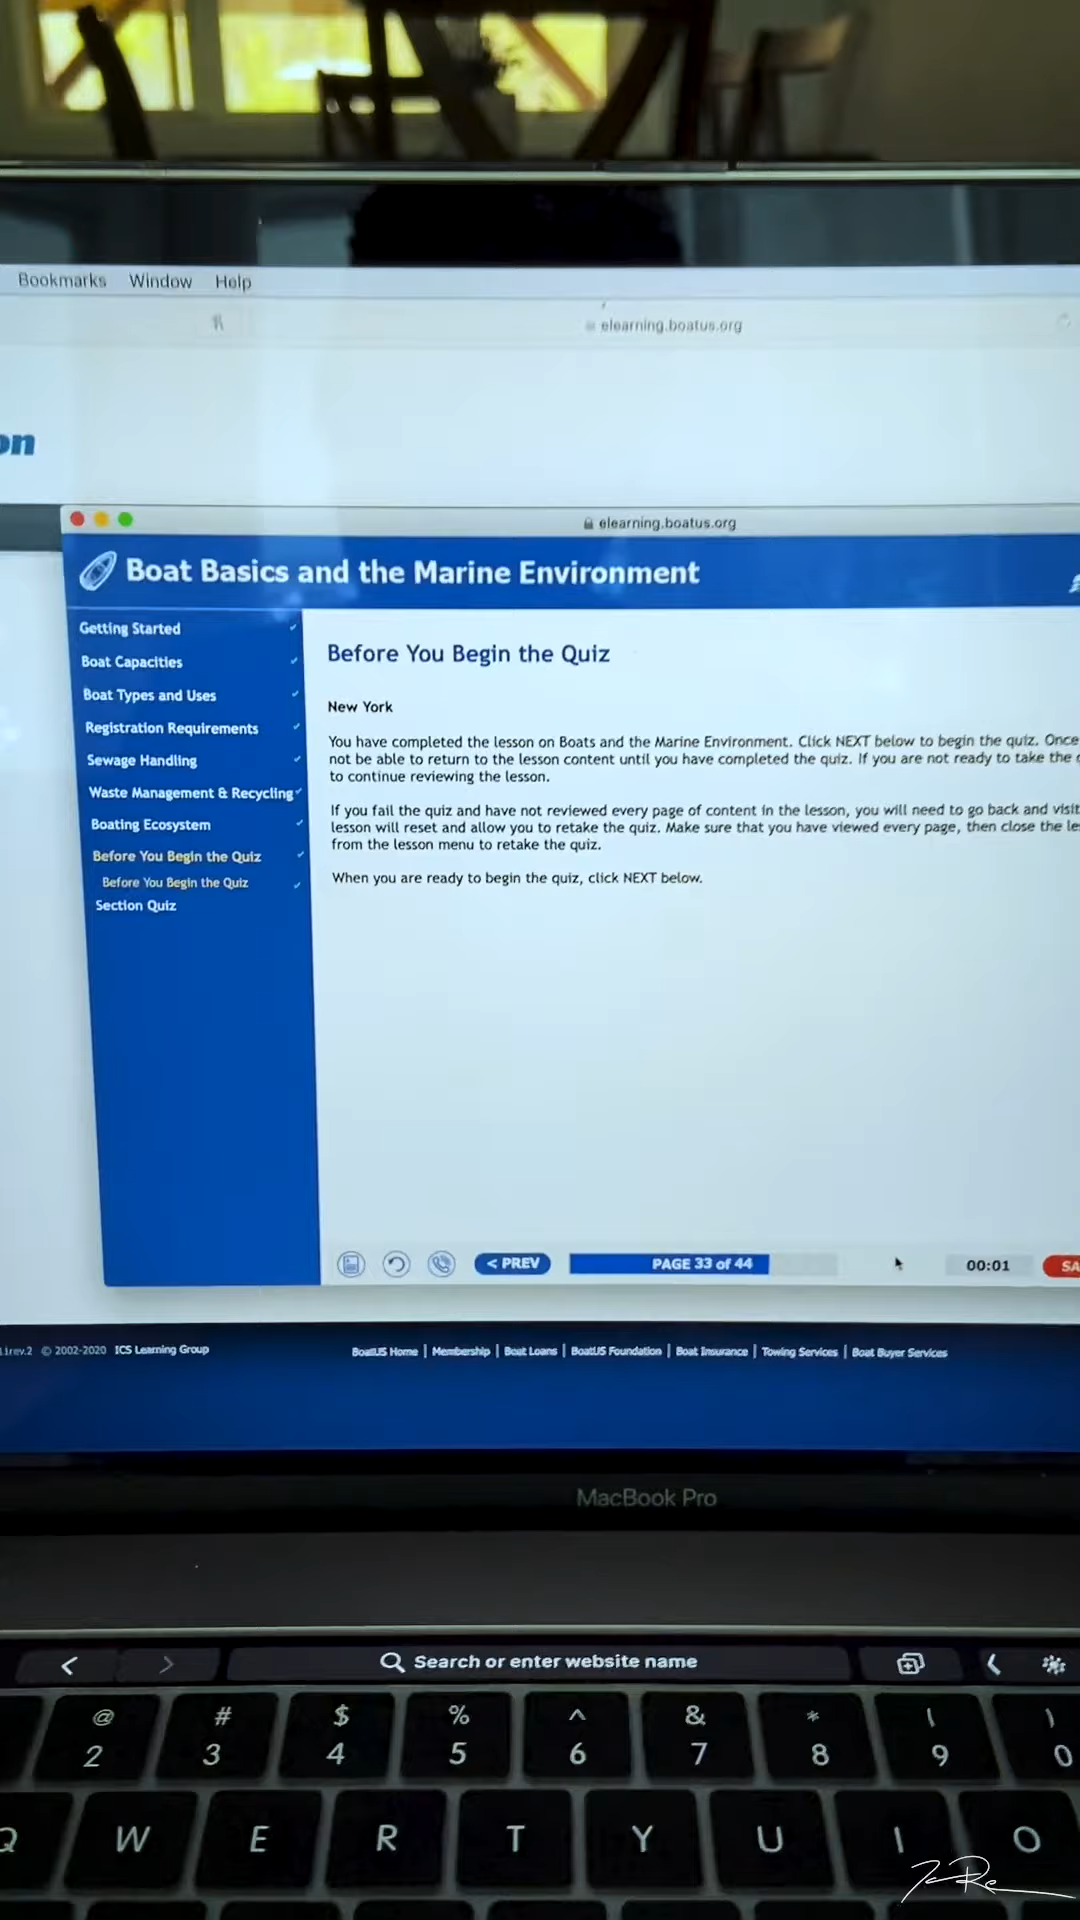 Bookmarks Window Help
elearning.boatus.org
on
elearning.boatus.org
Boat Basics and the Marine Environment
Getting Started
Boat Capacities
Boat Types and Uses
Registration Requirements
Sewage Handling
Waste Management & Recycling
Boating Ecosystem
Before You Begin the Quiz
Before You Begin the Quiz
Section Quiz
Before You Begin the Quiz
New York
You have completed the lesson on Boats and the Marine Environment. Click NEXT below to begin the quiz. Once
not be able to return to the lesson content until you have completed the quiz. If you are not ready to take the
to continue reviewing the lesson.
If you fail the quiz and have not reviewed every page of content in the lesson, you will need to go back and visit
lesson will reset and allow you to retake the quiz. Make sure that you have viewed every page, then close the le
from the lesson menu to retake the quiz.
When you are ready to begin the quiz, click NEXT below.
< PREV PAGE 33 of 44 00:01 SA
rev.2 © 2002-2020 ICS Learning Group
BoatUS Home | Membership | Boat Loans | BoatUS Foundation | Boat Insurance | Towing Services | Boat Buyer Services
MacBook Pro
Search or enter website name
@ # $ % ^ & * ( )
2 3 4 5 6 7 8 9 0
Q W E R T Y U I O